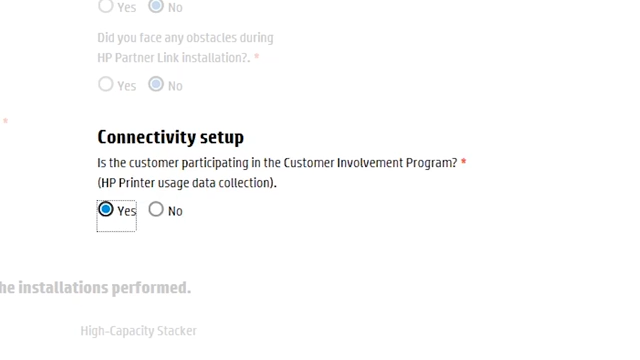 Yes No
Did you face any obstacles during
HP Partner Link installation?. *
Yes No
*
Connectivity setup
Is the customer participating in the Customer Involvement Program? *
(HP Printer usage data collection).
Yes No
he installations performed.
High-Capacity Stacker